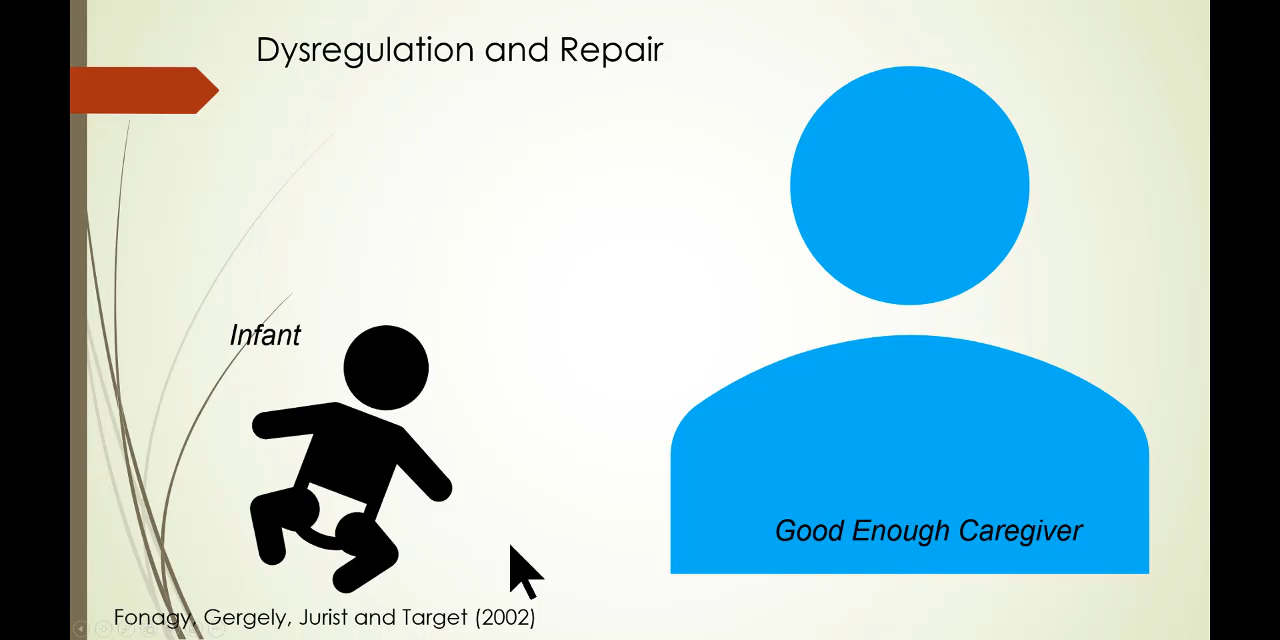 Dysregulation and Repair
Infant
Good Enough Caregiver
Fonagy, Gergely, Jurist and Target (2002)